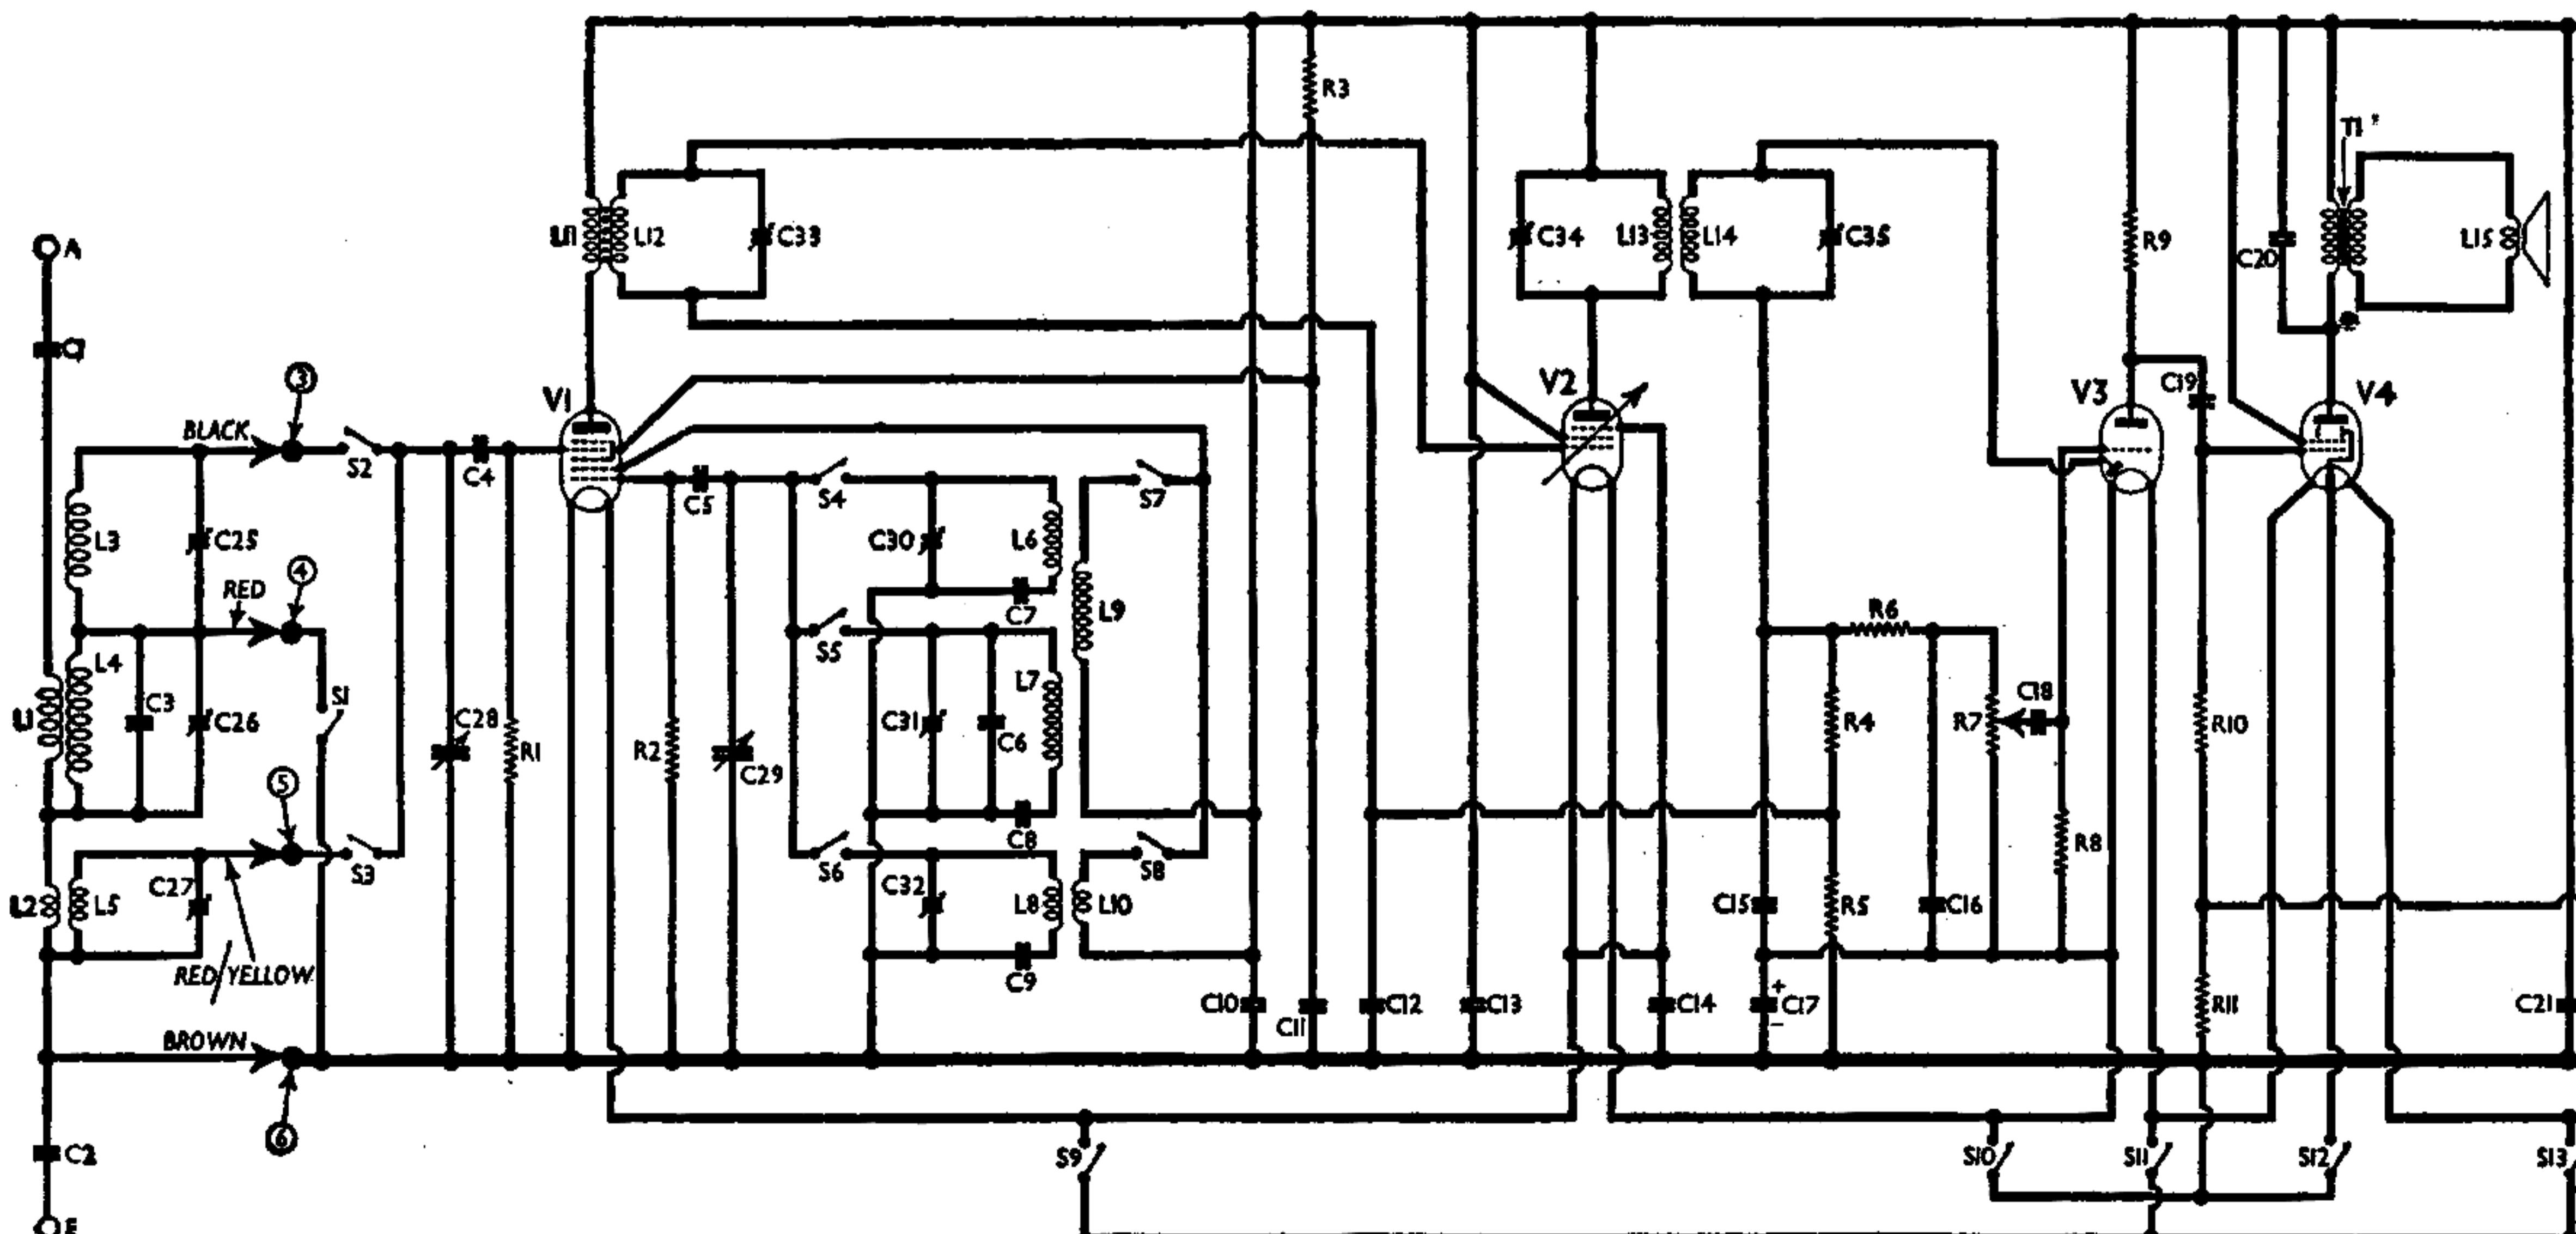 R3
T1
A
L11
L12
C33
C34
L13
L14
C35
R9
C20
L15
C1
3
V1
V2
V3
C19
V4
BLACK
S2
C4
C5
S4
S7
L3
C25
C30
L6
4
RED
C7
L9
R6
S5
L4
C3
C26
S1
L1
C28
R1
R2
C29
C31
C6
L7
R4
R7
C18
R10
5
C8
R8
S6
S8
S3
C27
L2
L5
C32
L8
L10
C15
R5
C16
RED/YELLOW
C9
C10
C11
C12
C13
C14
+
C17
−
R11
C21
BROWN
6
C2
S9
S10
S11
S12
S13
E